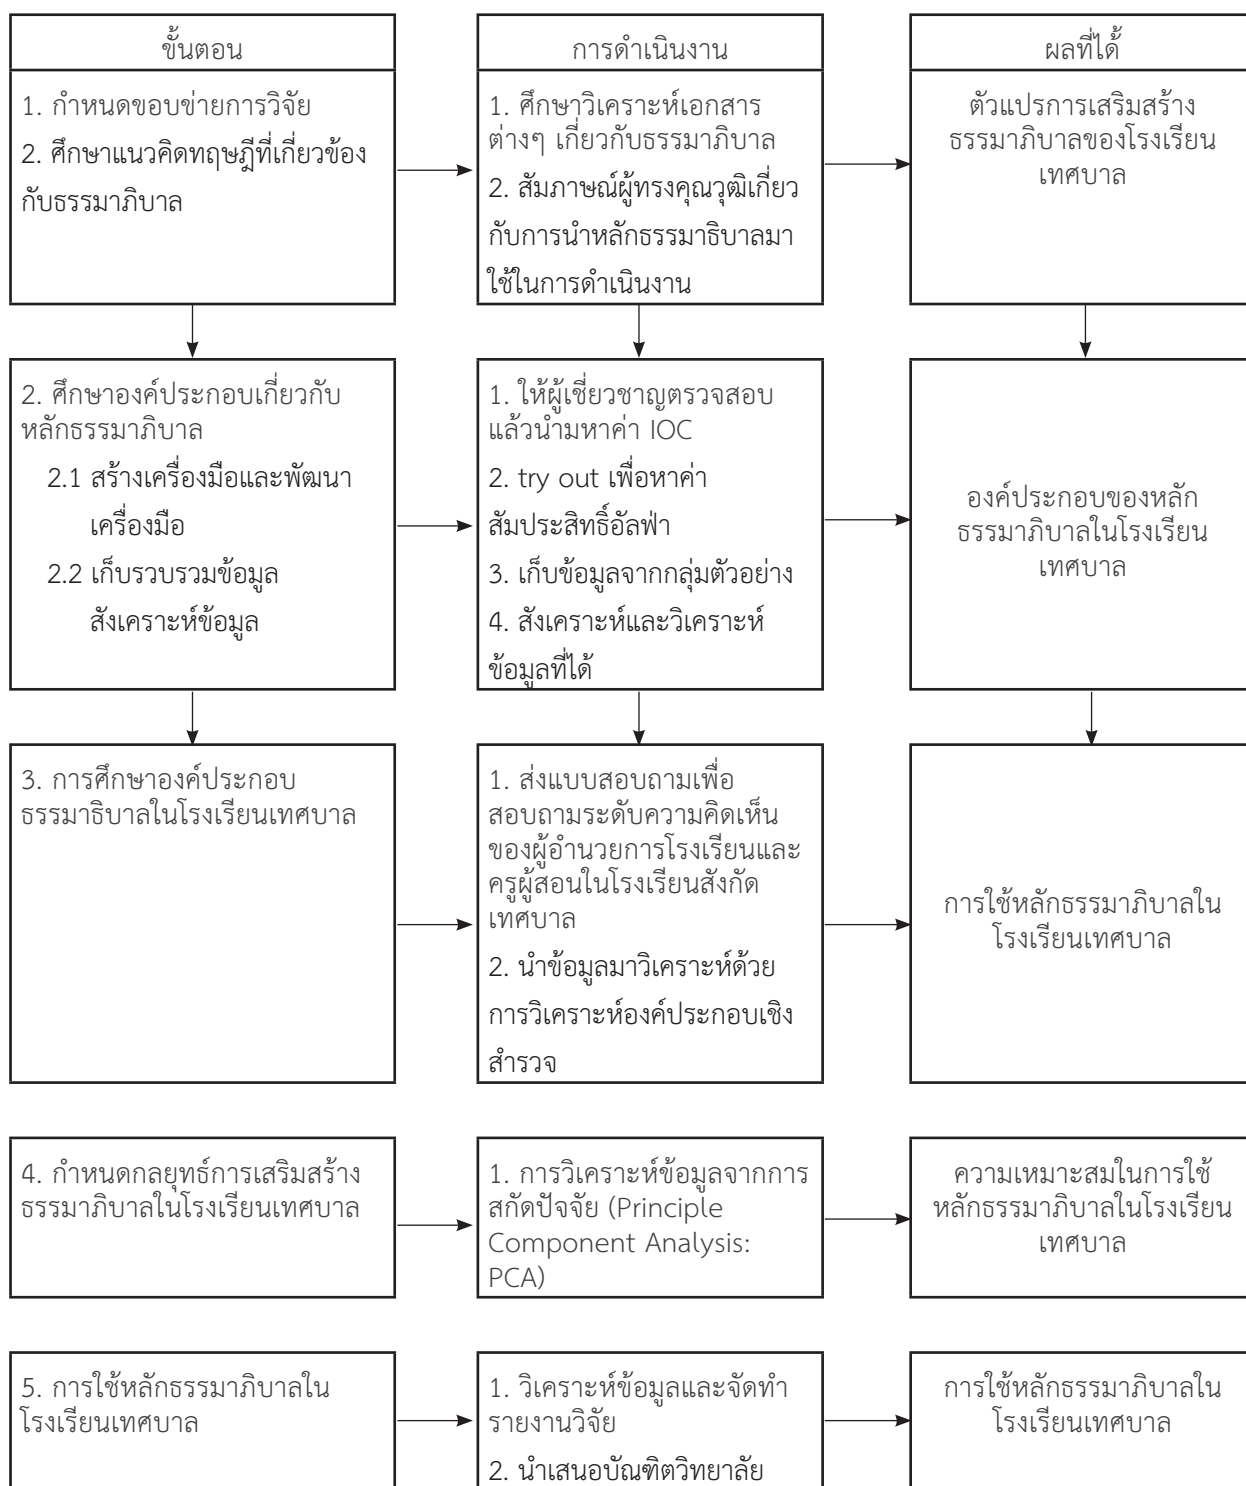 ขั้นตอน
การดำเนินงาน
ผลที่ได้
1. กำหนดขอบข่ายการวิจัย
2. ศึกษาแนวคิดทฤษฎีที่เกี่ยวข้อง
กับธรรมาภิบาล
1. ศึกษาวิเคราะห์เอกสาร
ต่างๆ เกี่ยวกับธรรมาภิบาล
2. สัมภาษณ์ผู้ทรงคุณวุฒิเกี่ยว
กับการนำหลักธรรมาธิบาลมา
ใช้ในการดำเนินงาน
ตัวแปรการเสริมสร้าง
ธรรมาภิบาลของโรงเรียน
เทศบาล
2. ศึกษาองค์ประกอบเกี่ยวกับ
หลักธรรมาภิบาล
2.1 สร้างเครื่องมือและพัฒนา
เครื่องมือ
2.2 เก็บรวบรวมข้อมูล
สังเคราะห์ข้อมูล
1. ให้ผู้เชี่ยวชาญตรวจสอบ
แล้วนำมหาค่า IOC
2. try out เพื่อหาค่า
สัมประสิทธิ์อัลฟ่า
3. เก็บข้อมูลจากกลุ่มตัวอย่าง
4. สังเคราะห์และวิเคราะห์
ข้อมูลที่ได้
องค์ประกอบของหลัก
ธรรมาภิบาลในโรงเรียน
เทศบาล
3. การศึกษาองค์ประกอบ
ธรรมาธิบาลในโรงเรียนเทศบาล
1. ส่งแบบสอบถามเพื่อ
สอบถามระดับความคิดเห็น
ของผู้อำนวยการโรงเรียนและ
ครูผู้สอนในโรงเรียนสังกัด
เทศบาล
2. นำข้อมูลมาวิเคราะห์ด้วย
การวิเคราะห์องค์ประกอบเชิง
สำรวจ
การใช้หลักธรรมาภิบาลใน
โรงเรียนเทศบาล
4. กำหนดกลยุทธ์การเสริมสร้าง
ธรรมาภิบาลในโรงเรียนเทศบาล
1. การวิเคราะห์ข้อมูลจากการ
สกัดปัจจัย (Principle
Component Analysis:
PCA)
ความเหมาะสมในการใช้
หลักธรรมาภิบาลในโรงเรียน
เทศบาล
5. การใช้หลักธรรมาภิบาลใน
โรงเรียนเทศบาล
1. วิเคราะห์ข้อมูลและจัดทำ
รายงานวิจัย
2. นำเสนอบัณฑิตวิทยาลัย
การใช้หลักธรรมาภิบาลใน
โรงเรียนเทศบาล